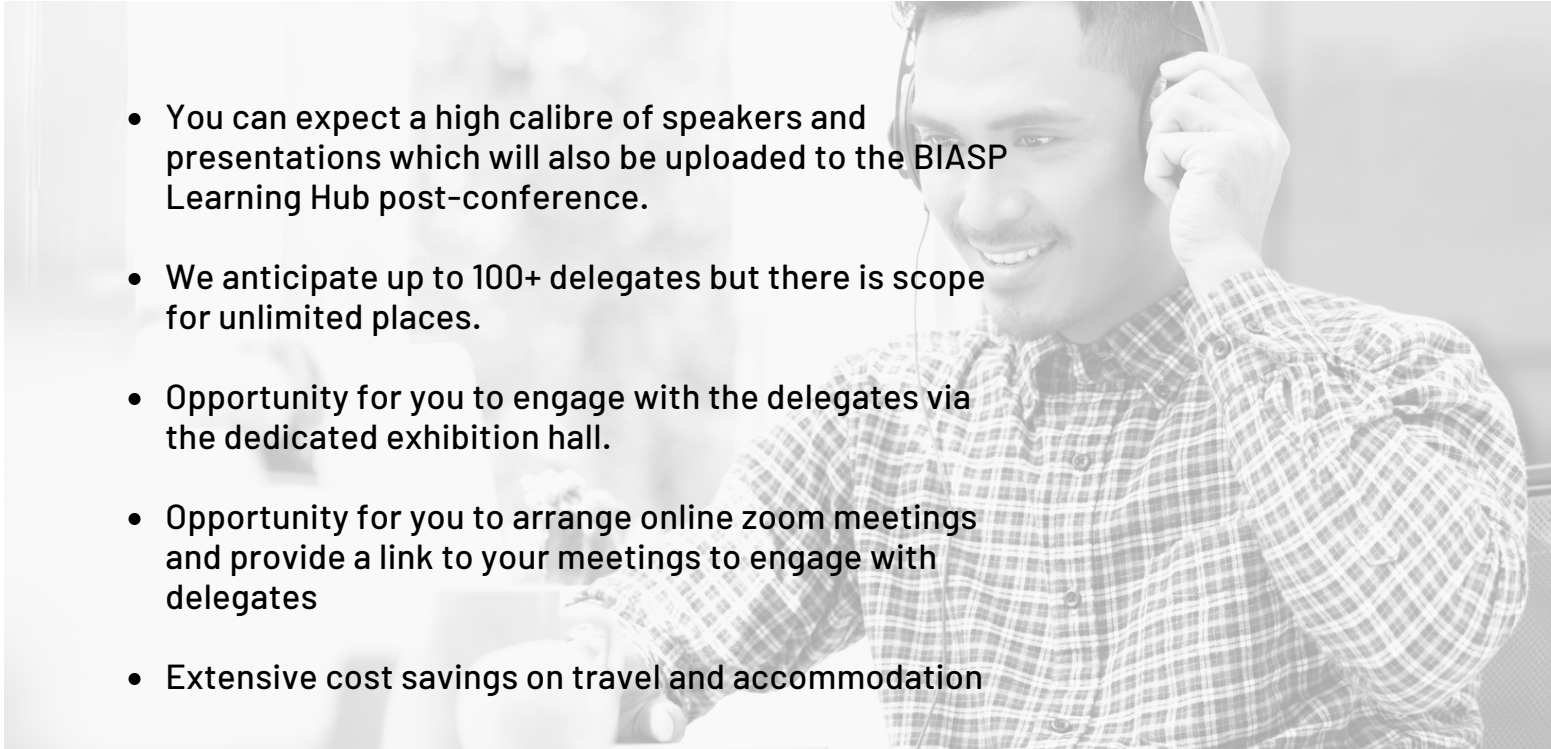 • You can expect a high calibre of speakers and
presentations which will also be uploaded to the BIASP
Learning Hub post-conference.
• We anticipate up to 100+ delegates but there is scope
for unlimited places.
• Opportunity for you to engage with the delegates via
the dedicated exhibition hall.
• Opportunity for you to arrange online zoom meetings
and provide a link to your meetings to engage with
delegates
• Extensive cost savings on travel and accommodation